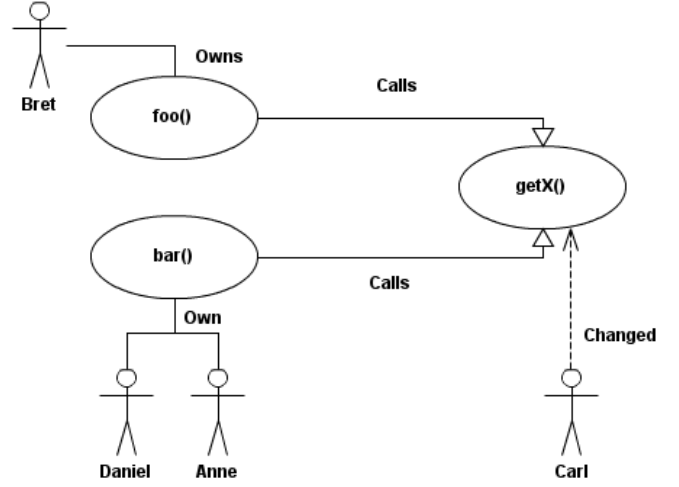 Owns
Bret
foo()
Calls
getX()
bar()
Calls
Own
Changed
Daniel
Anne
Carl